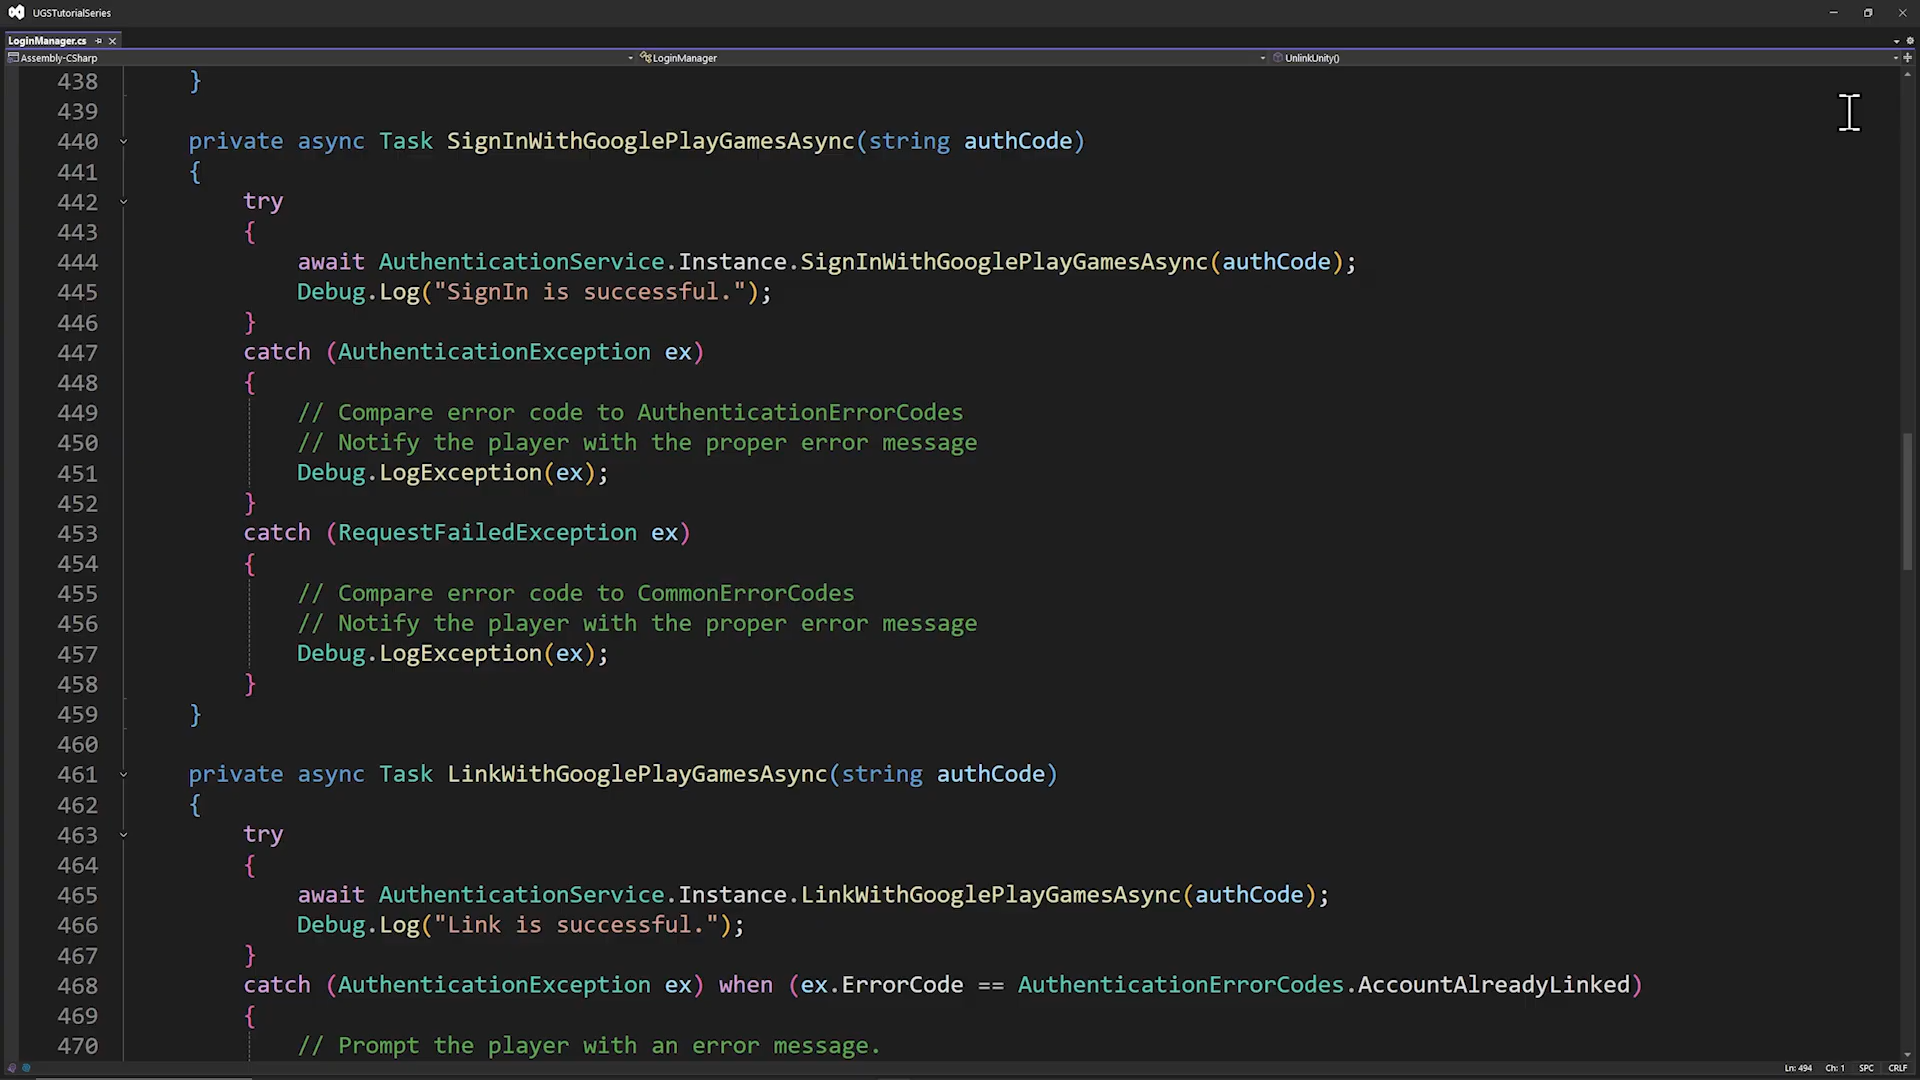 UGSTutorialSeries
LoginManager.cs
Assembly-CSharp LoginManager UnlinkUnity()
438 }
439
440 private async Task SignInWithGooglePlayGamesAsync(string authCode)
441 {
442 try
443 {
444 await AuthenticationService.Instance.SignInWithGooglePlayGamesAsync(authCode);
445 Debug.Log("SignIn is successful.");
446 }
447 catch (AuthenticationException ex)
448 {
449 // Compare error code to AuthenticationErrorCodes
450 // Notify the player with the proper error message
451 Debug.LogException(ex);
452 }
453 catch (RequestFailedException ex)
454 {
455 // Compare error code to CommonErrorCodes
456 // Notify the player with the proper error message
457 Debug.LogException(ex);
458 }
459 }
460
461 private async Task LinkWithGooglePlayGamesAsync(string authCode)
462 {
463 try
464 {
465 await AuthenticationService.Instance.LinkWithGooglePlayGamesAsync(authCode);
466 Debug.Log("Link is successful.");
467 }
468 catch (AuthenticationException ex) when (ex.ErrorCode == AuthenticationErrorCodes.AccountAlreadyLinked)
469 {
470 // Prompt the player with an error message.
Ln: 494 Ch: 1 SPC CRLF